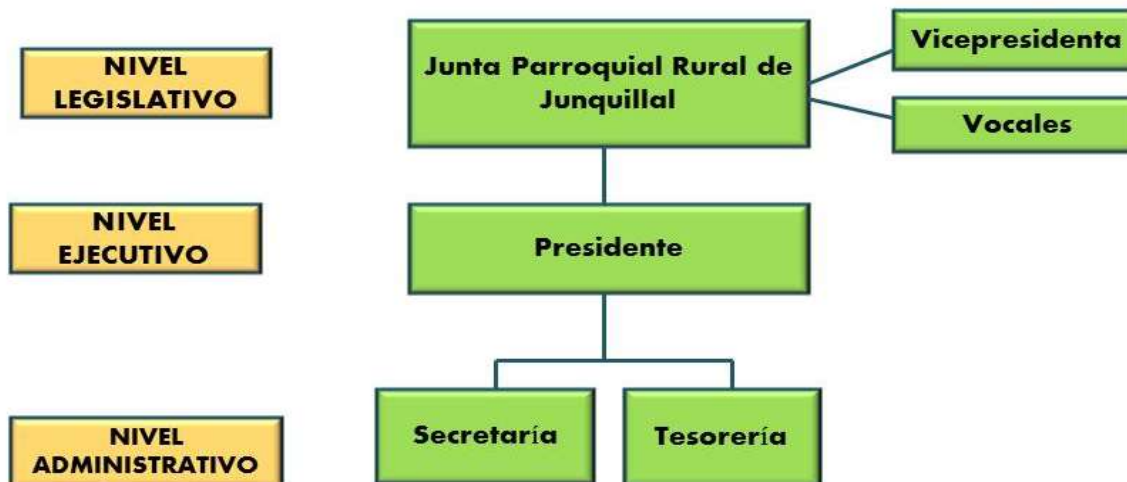 NIVEL
LEGISLATIVO
Junta Parroquial Rural de
Junquillal
Vicepresidenta
Vocales
NIVEL
EJECUTIVO
Presidente
NIVEL
ADMINISTRATIVO
Secretaría
Tesorería